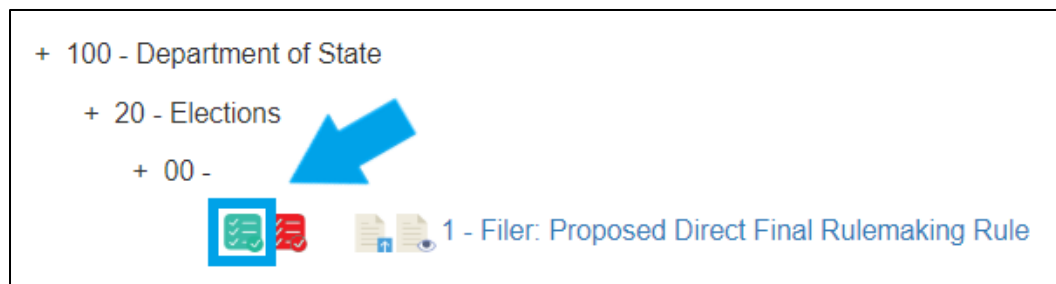 + 100 - Department of State
+ 20 - Elections
+ 00 -
1 - Filer: Proposed Direct Final Rulemaking Rule